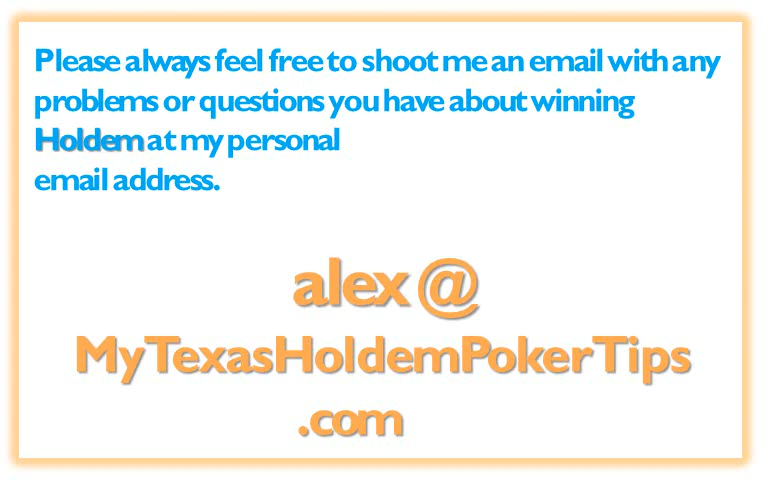 Please always feel free to shoot me an email with any
problems or questions you have about winning
Holdem at my personal
email address.
alex @
MyTexasHoldemPokerTips
.com